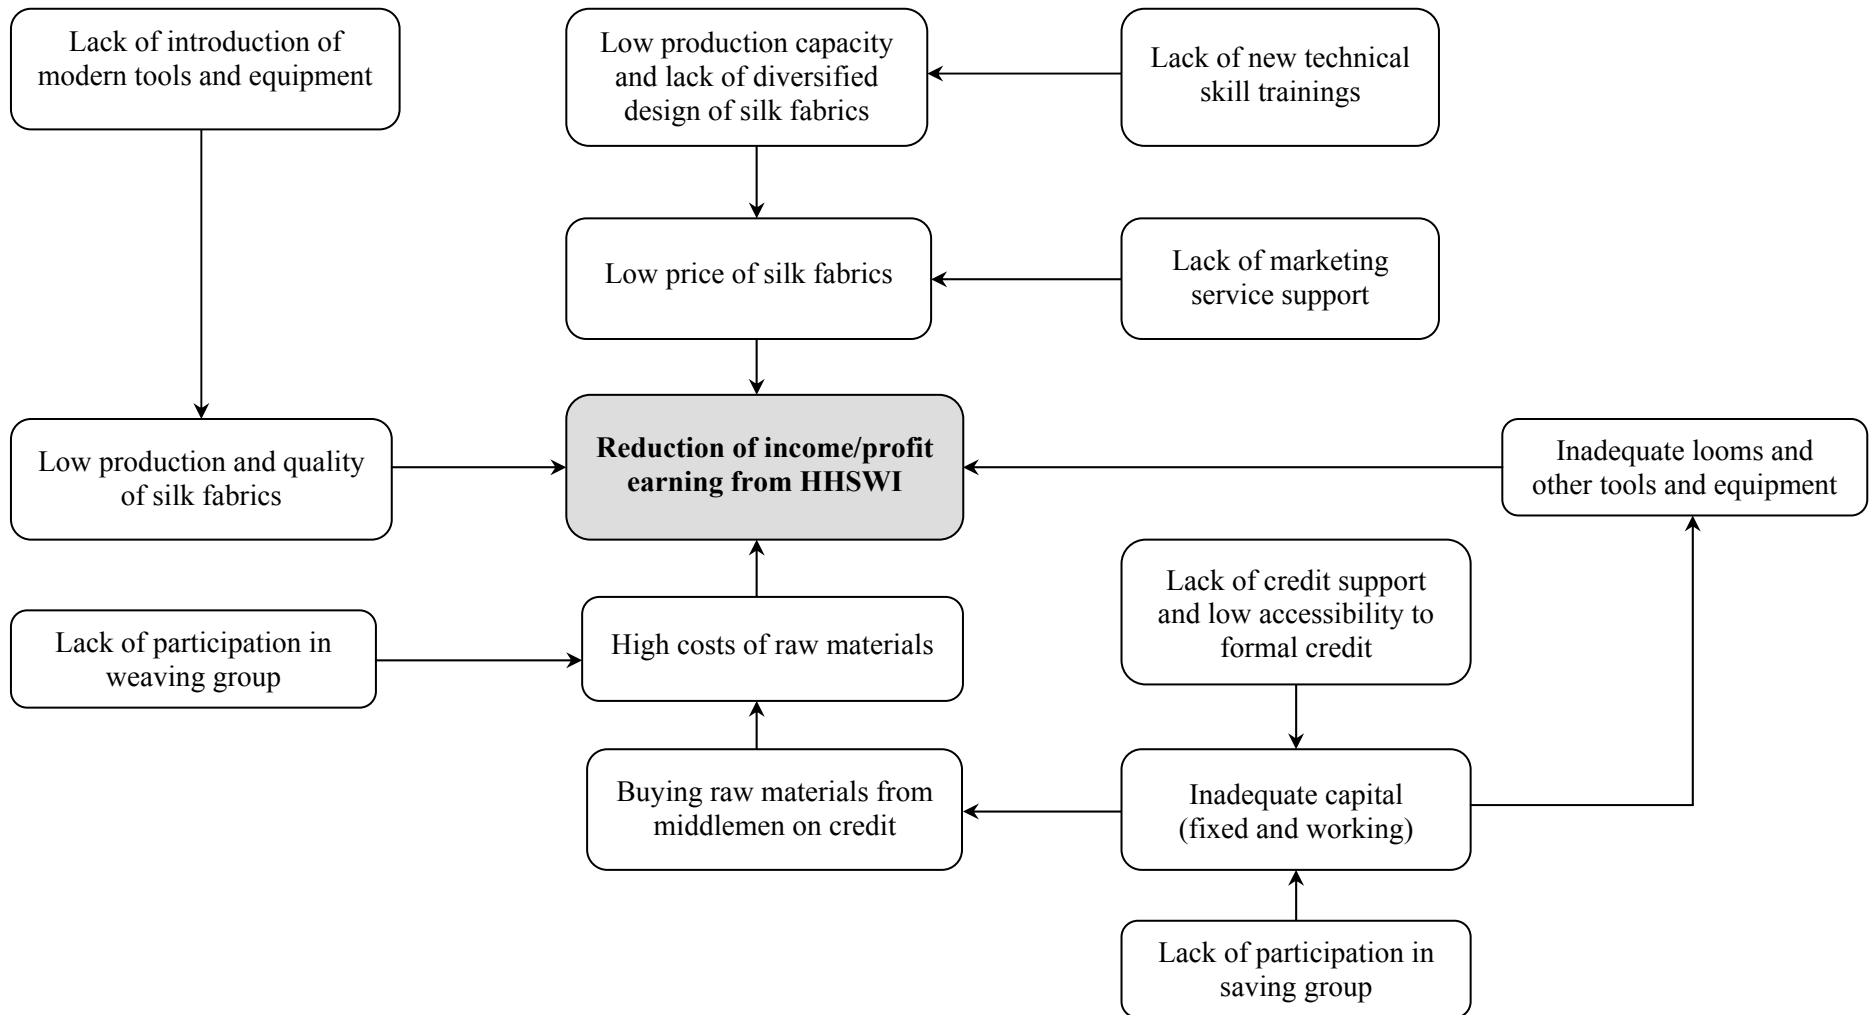 Lack of introduction of
modern tools and equipment
Low production capacity
and lack of diversified
design of silk fabrics
Lack of new technical
skill trainings
Low price of silk fabrics
Lack of marketing
service support
Low production and quality
of silk fabrics
Reduction of income/profit
earning from HHSWI
Inadequate looms and
other tools and equipment
Lack of participation in
weaving group
High costs of raw materials
Lack of credit support
and low accessibility to
formal credit
Buying raw materials from
middlemen on credit
Inadequate capital
(fixed and working)
Lack of participation in
saving group